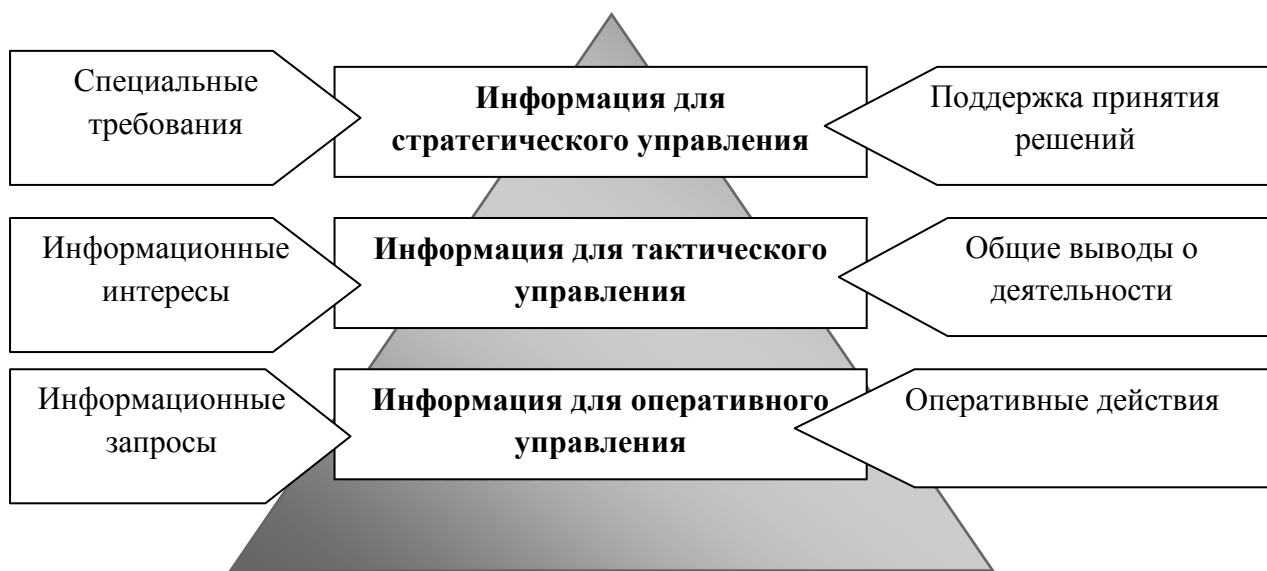 Специальные
требования
Информация для
стратегического управления
Поддержка принятия
решений
Информационные
интересы
Информация для тактического
управления
Общие выводы о
деятельности
Информационные
запросы
Информация для оперативного
управления
Оперативные действия